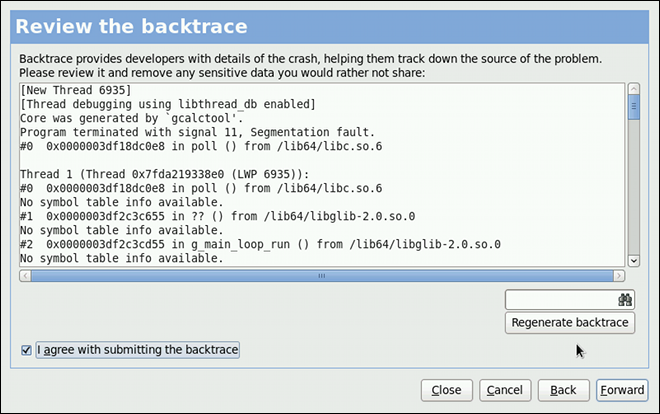 Review the backtrace
Backtrace provides developers with details of the crash, helping them track down the source of the problem.
Please review it and remove any sensitive data you would rather not share:
[New Thread 6935]
[Thread debugging using libthread_db enabled]
Core was generated by `gcalctool'.
Program terminated with signal 11, Segmentation fault.
#0  0x0000003df18dc0e8 in poll () from /lib64/libc.so.6

Thread 1 (Thread 0x7fda219338e0 (LWP 6935)):
#0  0x0000003df18dc0e8 in poll () from /lib64/libc.so.6
No symbol table info available.
#1  0x0000003df2c3c655 in ?? () from /lib64/libglib-2.0.so.0
No symbol table info available.
#2  0x0000003df2c3cd55 in g_main_loop_run () from /lib64/libglib-2.0.so.0
No symbol table info available.
Regenerate backtrace
I agree with submitting the backtrace
Close
Cancel
Back
Forward